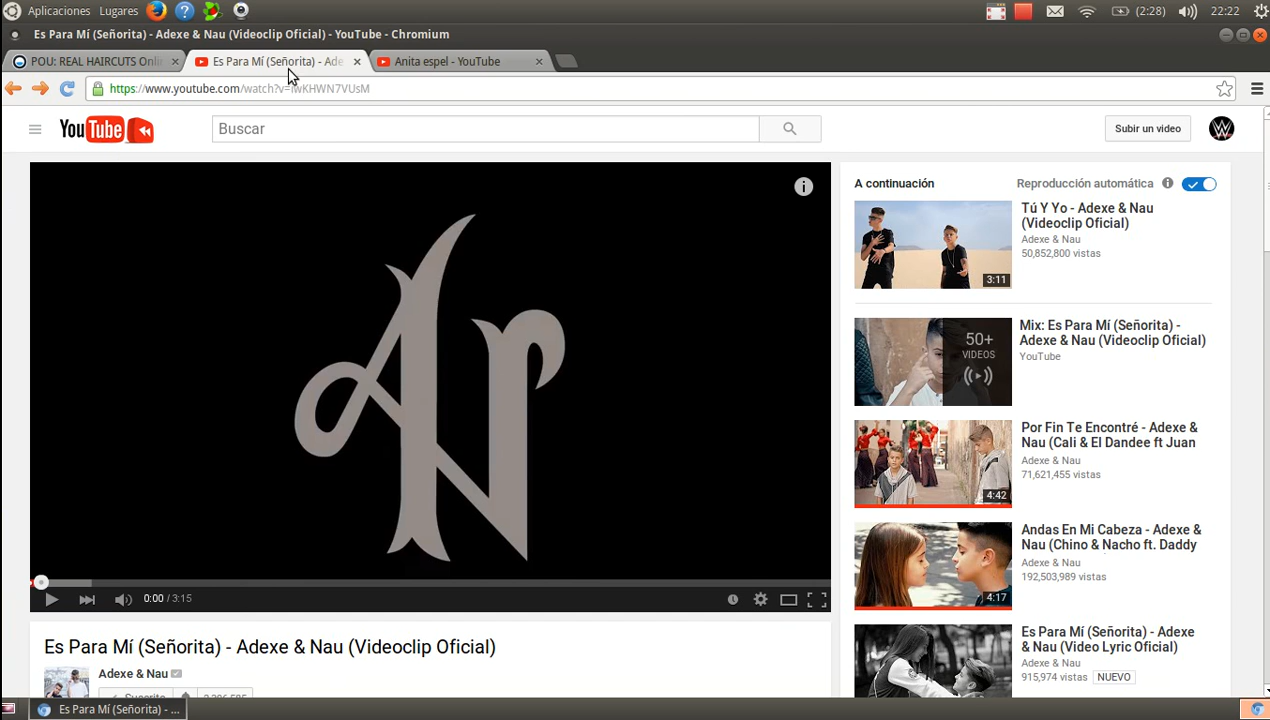 Aplicaciones Lugares (2:28) 22:22
Es Para Mí (Señorita) - Adexe & Nau (Videoclip Oficial) - YouTube - Chromium
POU: REAL HAIRCUTS Onli Es Para Mí (Señorita) - Ade Anita espel - YouTube
https://www.youtube.com/watch?v=iwKHWN7VUsM
YouTube Buscar Subir un video
A continuación Reproducción automática
Tú Y Yo - Adexe & Nau
(Videoclip Oficial)
Adexe & Nau
50,852,800 vistas
3:11
Mix: Es Para Mí (Señorita) -
Adexe & Nau (Videoclip Oficial)
YouTube
50+
VIDEOS
Por Fin Te Encontré - Adexe &
Nau (Cali & El Dandee ft Juan
Adexe & Nau
71,621,455 vistas
4:42
Andas En Mi Cabeza - Adexe &
Nau (Chino & Nacho ft. Daddy
Adexe & Nau
192,503,989 vistas
4:17
Es Para Mí (Señorita) - Adexe
& Nau (Video Lyric Oficial)
Adexe & Nau
915,974 vistas NUEVO
AN
0:00 / 3:15
Es Para Mí (Señorita) - Adexe & Nau (Videoclip Oficial)
Adexe & Nau
Es Para Mí (Señorita) - ...